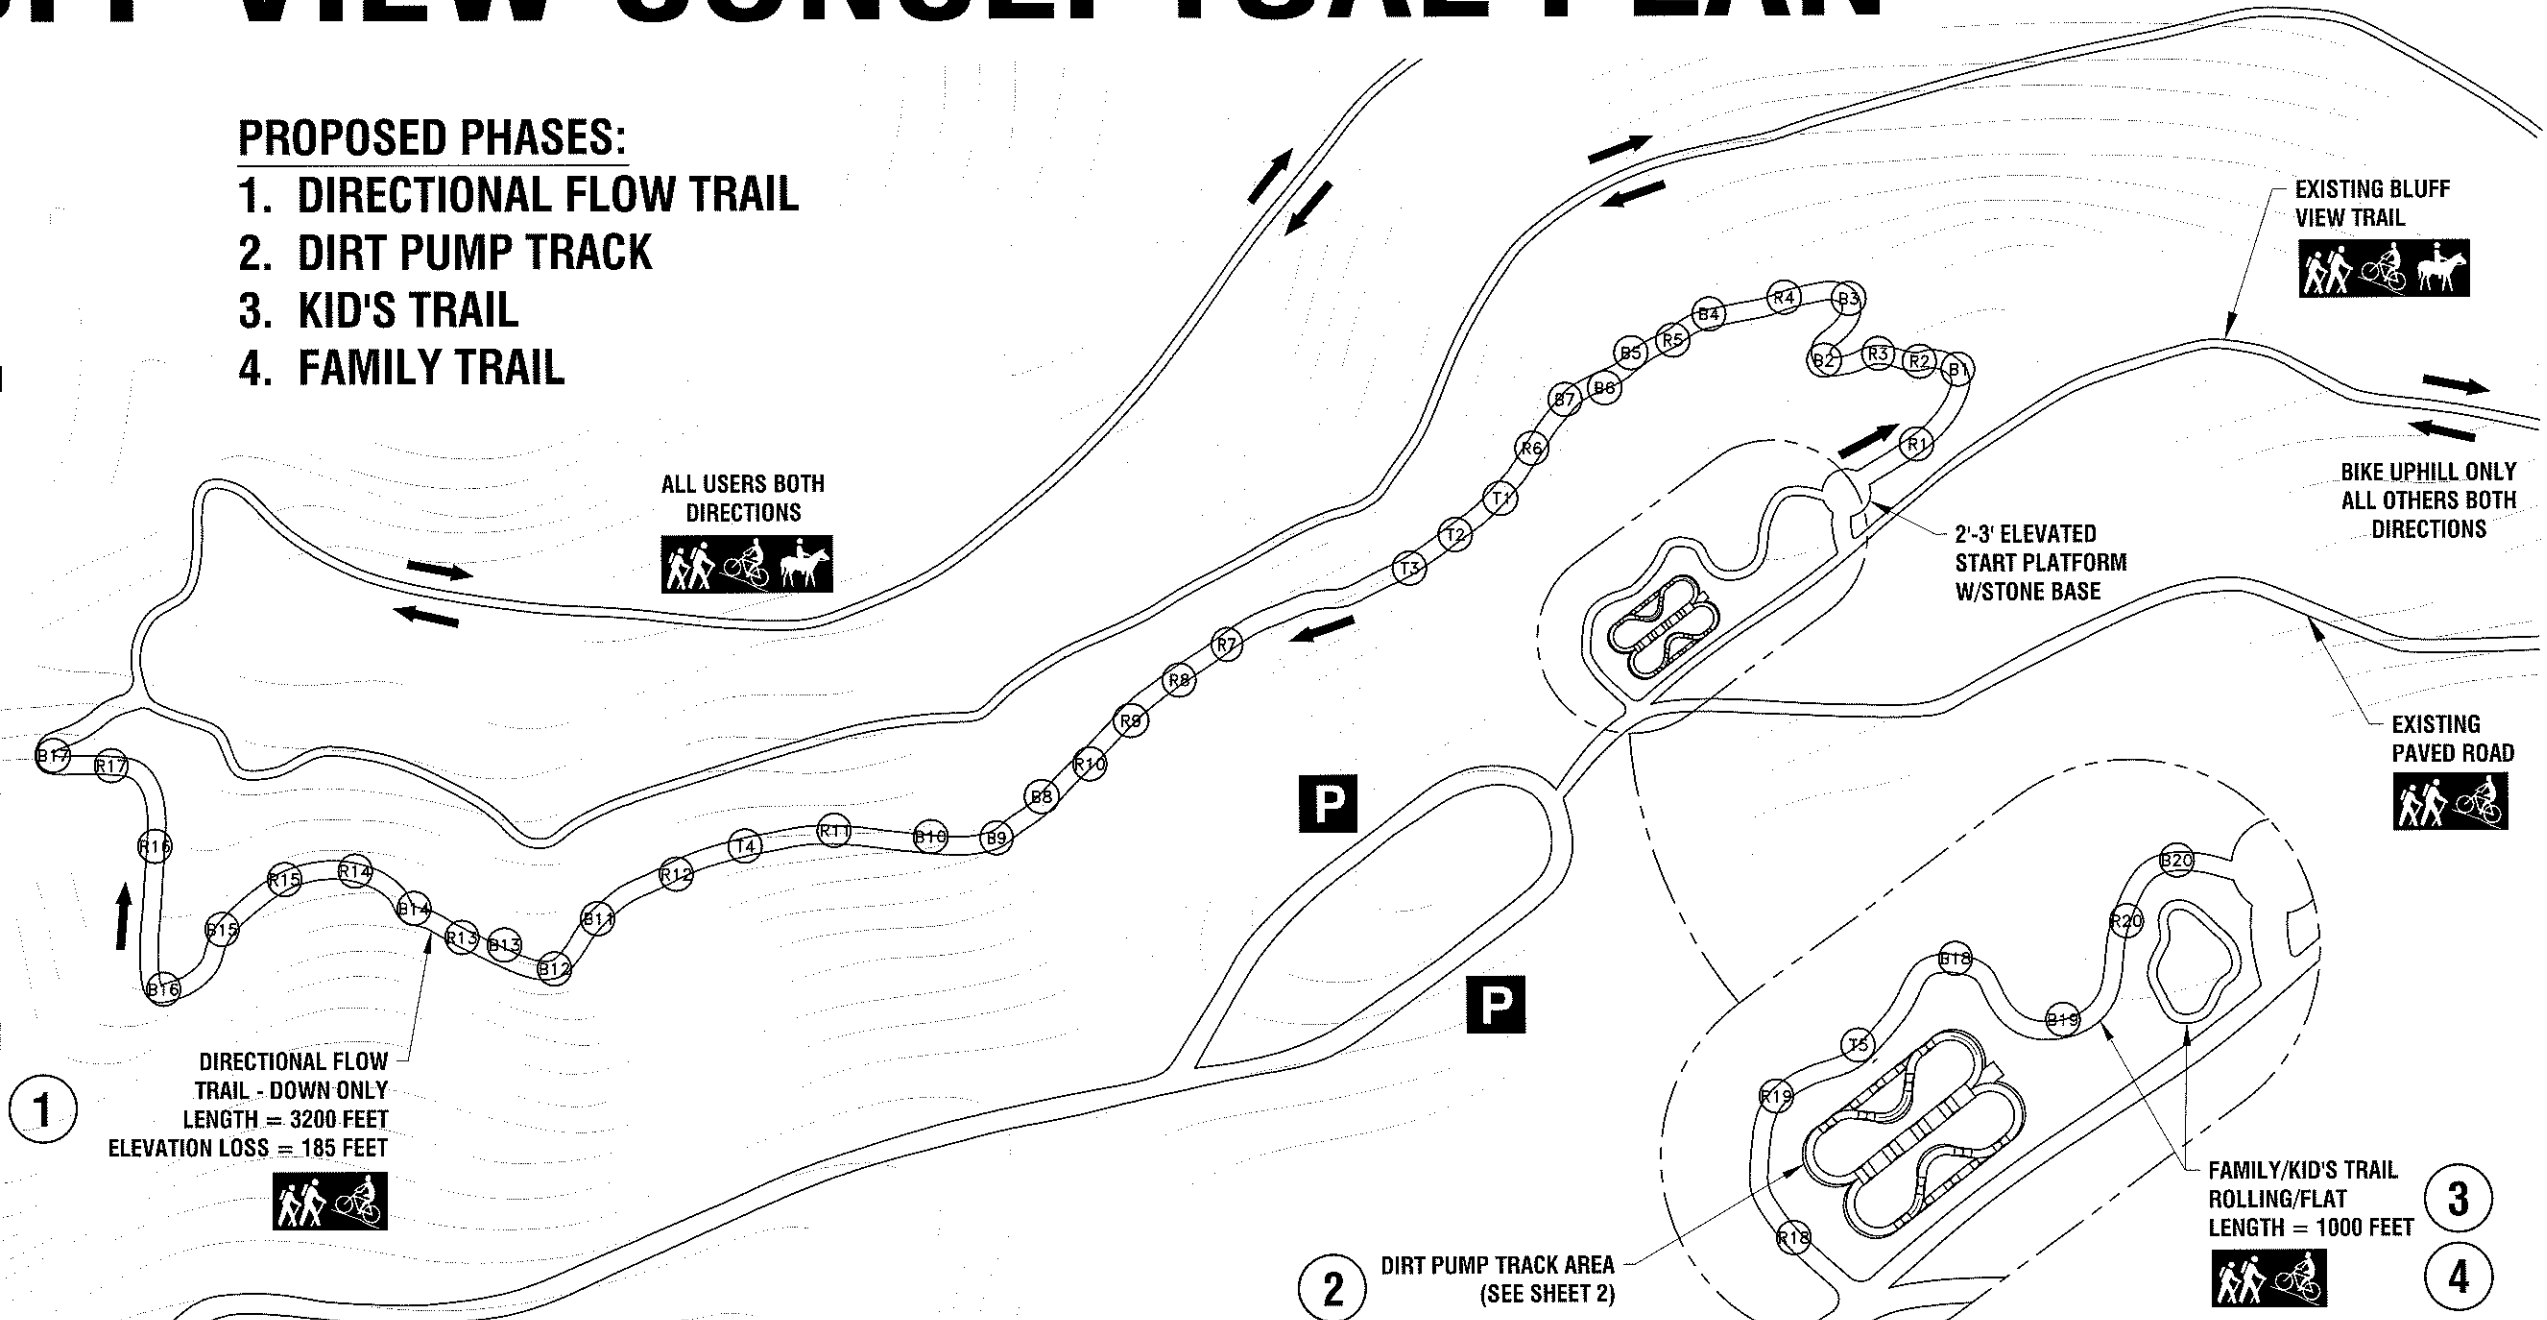 VIEW CONCEPTUAL PLAN
PROPOSED PHASES:
1. DIRECTIONAL FLOW TRAIL
2. DIRT PUMP TRACK
3. KID'S TRAIL
4. FAMILY TRAIL
EXISTING BLUFF
VIEW TRAIL
ALL USERS BOTH
DIRECTIONS
BIKE UPHILL ONLY
ALL OTHERS BOTH
DIRECTIONS
2'-3' ELEVATED
START PLATFORM
W/STONE BASE
EXISTING
PAVED ROAD
R1
B1
R2
R3
B2
B3
R4
B4
R5
B5
B6
B7
R6
T1
T2
T3
R7
R8
R9
R10
B8
B9
B10
R11
T4
R12
B11
B12
B13
R13
B14
R14
R15
B15
B16
R16
R17
B17
P
P
1
DIRECTIONAL FLOW
TRAIL - DOWN ONLY
LENGTH = 3200 FEET
ELEVATION LOSS = 185 FEET
B20
R20
B18
B19
T5
R19
R18
2
DIRT PUMP TRACK AREA
(SEE SHEET 2)
FAMILY/KID'S TRAIL
ROLLING/FLAT
LENGTH = 1000 FEET
3
4